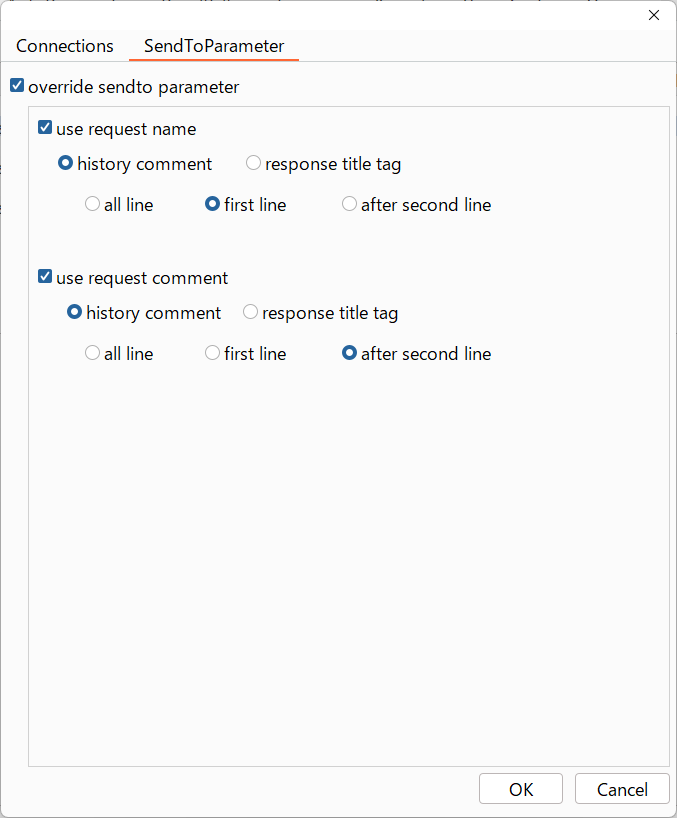 Connections SendToParameter
override sendto parameter
use request name
history comment response title tag
all line first line after second line
use request comment
history comment response title tag
all line first line after second line
OK Cancel